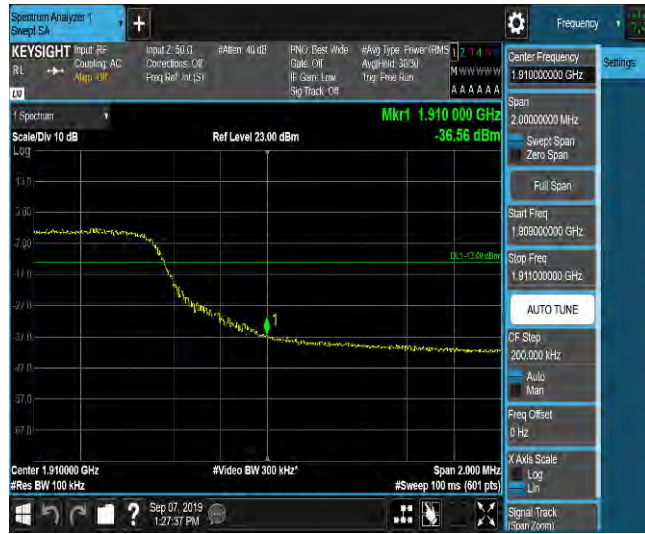 Spectrum Analyzer 1
Swept SA
Frequency
KEYSIGHT
RL
Input: RF
Coupling: AC
Align: Off
Input Z: 50 Ω
Corrections: Off
Freq Ref: Int (S)
#Atten: 40 dB
PNO: Best Wide
Gate: Off
IF Gain: Low
Sig Track: Off
#Avg Type: Power (RMS
Avg|Hold: 30/30
Trig: Free Run
M W W W W W
A A A A A A
1 Spectrum
Scale/Div 10 dB
Log
Ref Level 23.00 dBm
Mkr1 1.910 000 GHz
-36.56 dBm
13.0
3.00
-7.00
-17.0
-27.0
-37.0
-47.0
-57.0
-67.0
DL1 -13.00 dBm
1
Center 1.910000 GHz
#Res BW 100 kHz
#Video BW 300 kHz*
Span 2.000 MHz
#Sweep 100 ms (601 pts)
Sep 07, 2019
1:27:37 PM
Settings
Center Frequency
1.910000000 GHz
Span
2.00000000 MHz
Swept Span
Zero Span
Full Span
Start Freq
1.909000000 GHz
Stop Freq
1.911000000 GHz
AUTO TUNE
CF Step
200.000 kHz
Auto
Man
Freq Offset
0 Hz
X Axis Scale
Log
Lin
Signal Track
(Span Zoom)